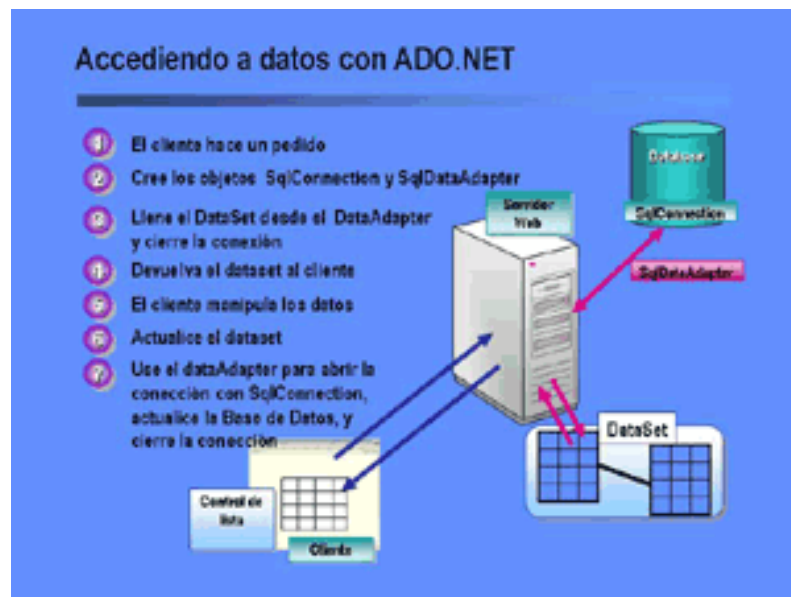 Accediendo a datos con ADO.NET
1 El cliente hace un pedido
2 Cree los objetos SqlConnection y SqlDataAdapter
3 Llene el DataSet desde el DataAdapter
y cierre la conexión
4 Devuelva el dataset al cliente
5 El cliente manipula los datos
6 Actualice el dataset
7 Use el dataAdapter para abrir la
conección con SqlConnection,
actualice la Base de Datos, y
cierre la conección
Database
SqlConnection
SqlDataAdapter
Servidor
Web
DataSet
Control de
lista
Cliente